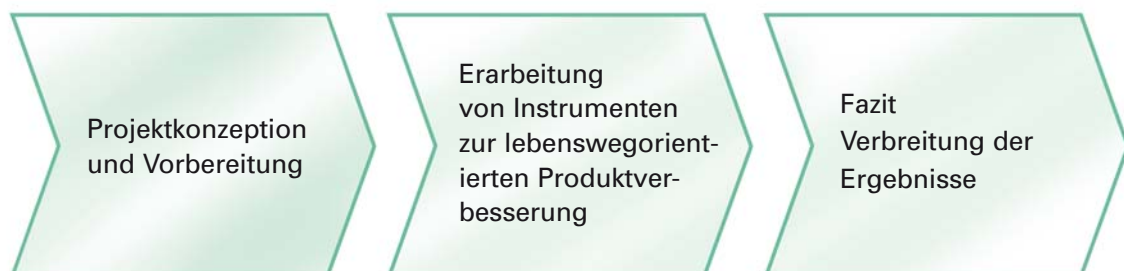 Projektkonzeption
und Vorbereitung
Erarbeitung
von Instrumenten
zur lebenswegorient-
ierten Produktver-
besserung
Fazit
Verbreitung der
Ergebnisse